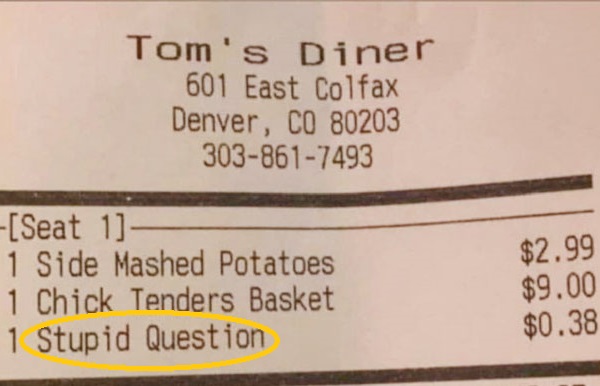 Tom's Diner
601 East Colfax
Denver, CO 80203
303-861-7493
-[Seat 1]-
1 Side Mashed Potatoes $2.99
1 Chick Tenders Basket $9.00
1 Stupid Question $0.38